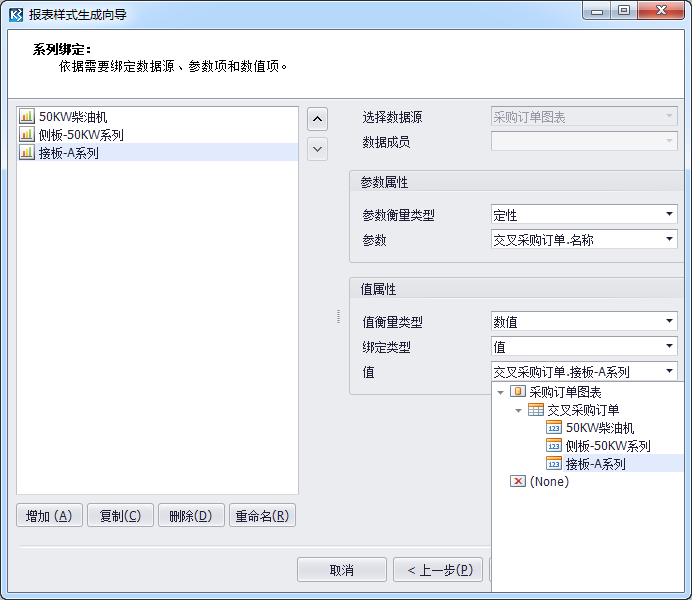 报表样式生成向导
系列绑定：
依据需要绑定数据源、参数项和数值项。
50KW柴油机
侧板-50KW系列
接板-A系列
选择数据源 采购订单图表
数据成员
参数属性
参数衡量类型 定性
参数 交叉采购订单.名称
值属性
值衡量类型 数值
绑定类型 值
值 交叉采购订单.接板-A系列
采购订单图表
交叉采购订单
123 50KW柴油机
123 侧板-50KW系列
123 接板-A系列
(None)
增加 (A) 复制(C) 删除(D) 重命名(R)
取消 < 上一步(P)